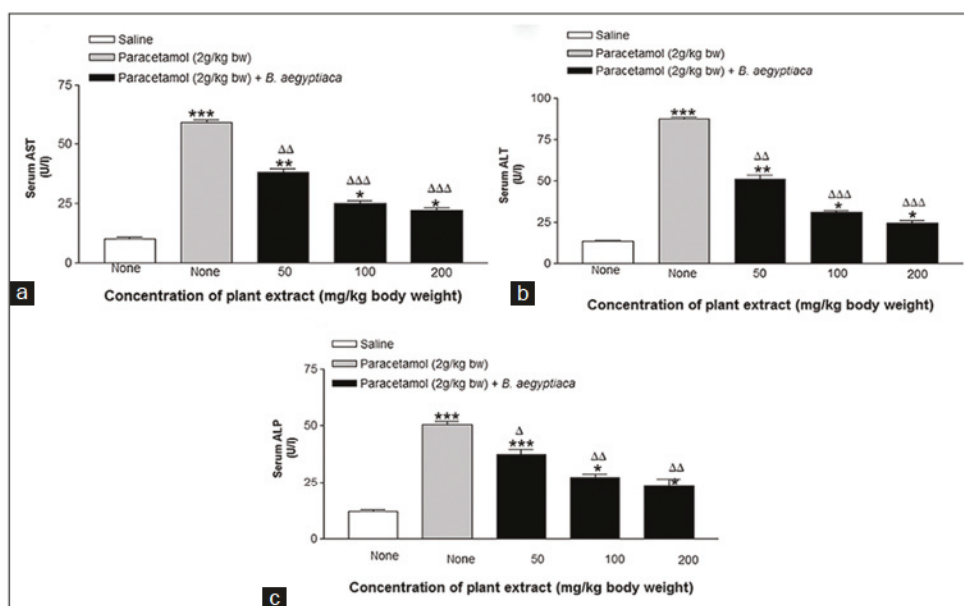 Saline
Paracetamol (2g/kg bw)
Paracetamol (2g/kg bw) + B. aegyptiaca
75
50
25
0
Serum AST
(U/l)
***
ΔΔ
**
ΔΔΔ
*
ΔΔΔ
*
None None 50 100 200
Concentration of plant extract (mg/kg body weight)
a
Saline
Paracetamol (2g/kg bw)
Paracetamol (2g/kg bw) + B. aegyptiaca
100
75
50
25
0
Serum ALT
(U/l)
***
ΔΔ
**
ΔΔΔ
*
ΔΔΔ
*
None None 50 100 200
Concentration of plant extract (mg/kg body weight)
b
Saline
Paracetamol (2g/kg bw)
Paracetamol (2g/kg bw) + B. aegyptiaca
75
50
25
0
Serum ALP
(U/l)
***
Δ
***
ΔΔ
*
ΔΔ
*
None None 50 100 200
Concentration of plant extract (mg/kg body weight)
c